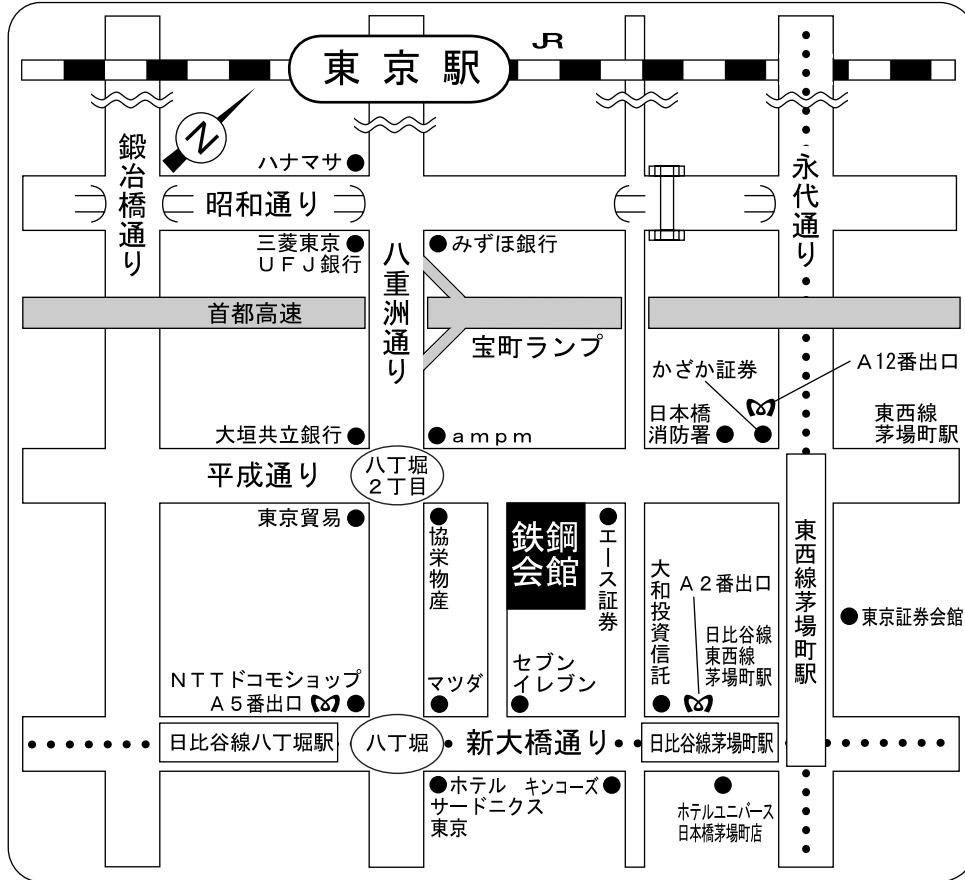 JR
東京駅
N
ハナマサ
鍛冶橋通り
昭和通り
永代通り
三菱東京
ＵＦＪ銀行
みずほ銀行
八重洲通り
首都高速
宝町ランプ
かざか証券
Ａ12番出口
日本橋
消防署
東西線
茅場町駅
大垣共立銀行
ａｍｐｍ
平成通り
八丁堀
２丁目
東京貿易
協栄物産
鉄鋼
会館
エース証券
大和投資信託
Ａ２番出口
日比谷線
東西線
茅場町駅
東西線茅場町駅
東京証券会館
ＮＴＴドコモショップ
Ａ５番出口
マツダ
セブン
イレブン
日比谷線八丁堀駅
八丁堀
新大橋通り
日比谷線茅場町駅
ホテル
サードニクス
東京
キンコーズ
ホテルユニバース
日本橋茅場町店